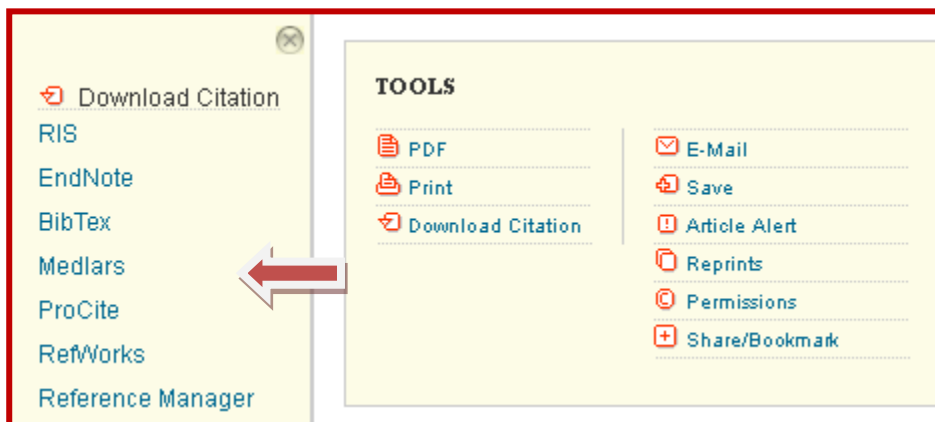 Download Citation
RIS
EndNote
BibTex
Medlars
ProCite
RefWorks
Reference Manager
TOOLS
PDF
Print
Download Citation
E-Mail
Save
Article Alert
Reprints
Permissions
Share/Bookmark